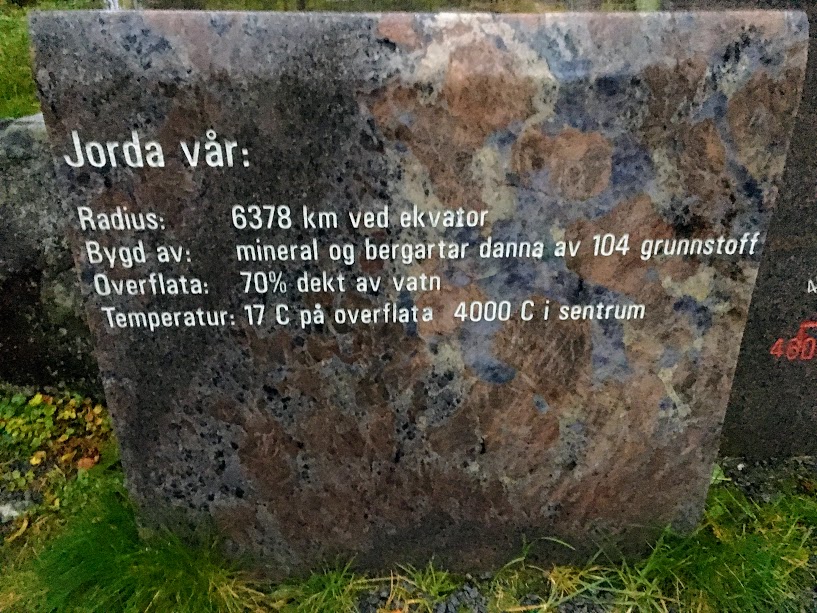 Jorda vår:
Radius: 6378 km ved ekvator
Bygd av: mineral og bergartar danna av 104 grunnstoff
Overflata: 70% dekt av vatn
Temperatur: 17 C på overflata 4000 C i sentrum